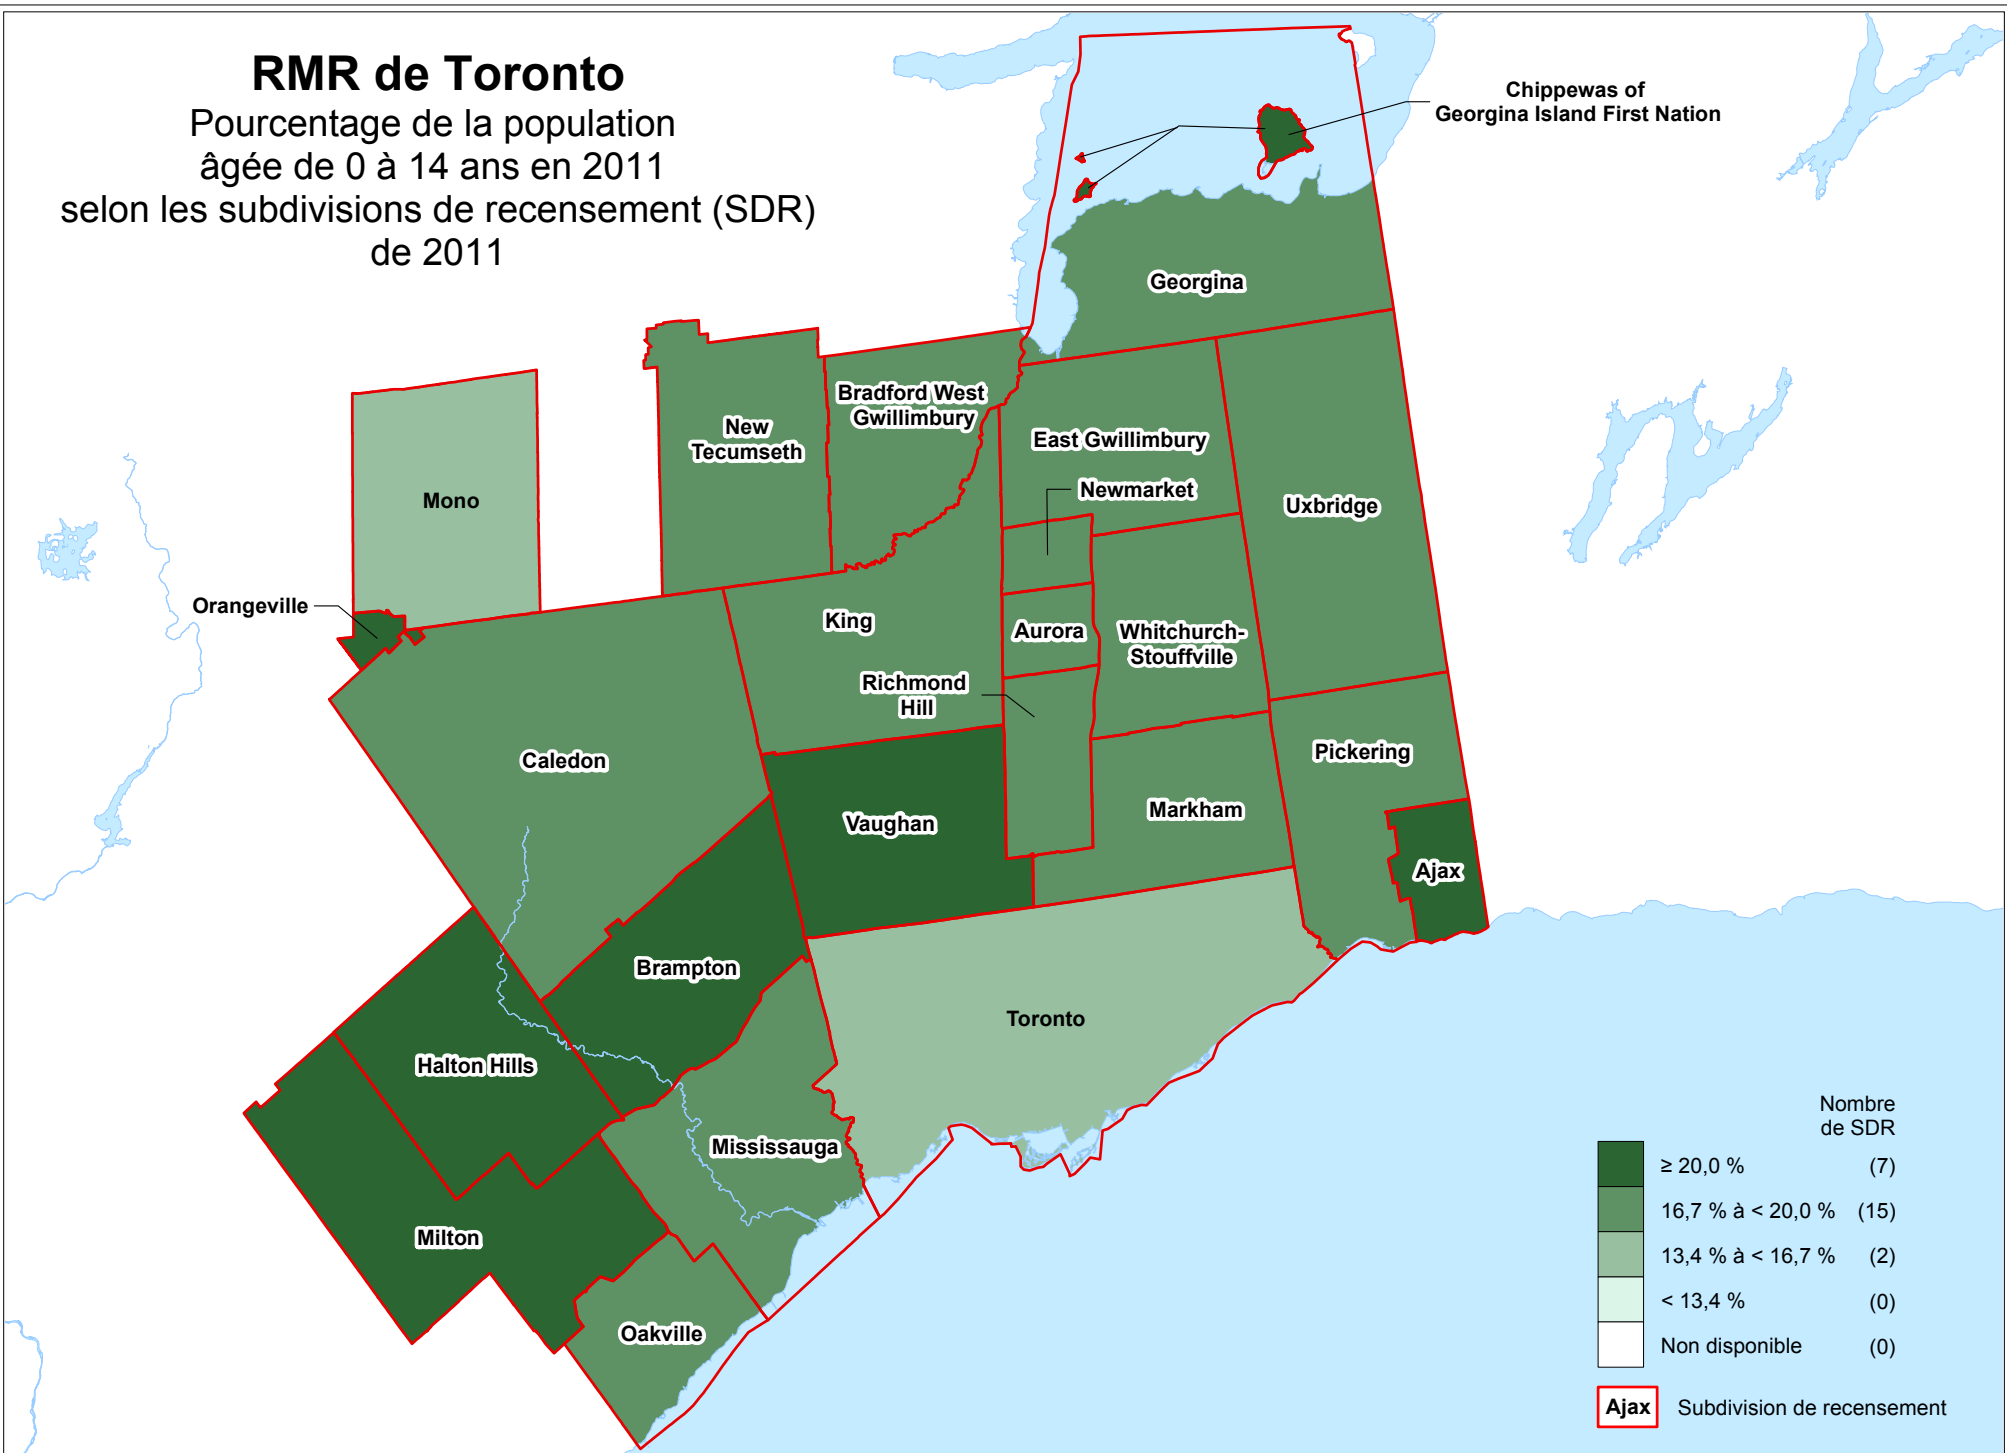 RMR de Toronto
Pourcentage de la population
âgée de 0 à 14 ans en 2011
selon les subdivisions de recensement (SDR)
de 2011
Chippewas of
Georgina Island First Nation
Georgina
Bradford West
Gwillimbury
New
Tecumseth
East Gwillimbury
Newmarket
Mono
Uxbridge
Orangeville
King
Aurora
Whitchurch-
Stouffville
Richmond
Hill
Caledon
Pickering
Vaughan
Markham
Ajax
Brampton
Toronto
Halton Hills
Mississauga
Milton
Oakville
Nombre
de SDR
≥ 20,0 % (7)
16,7 % à < 20,0 % (15)
13,4 % à < 16,7 % (2)
< 13,4 % (0)
Non disponible (0)
Ajax Subdivision de recensement